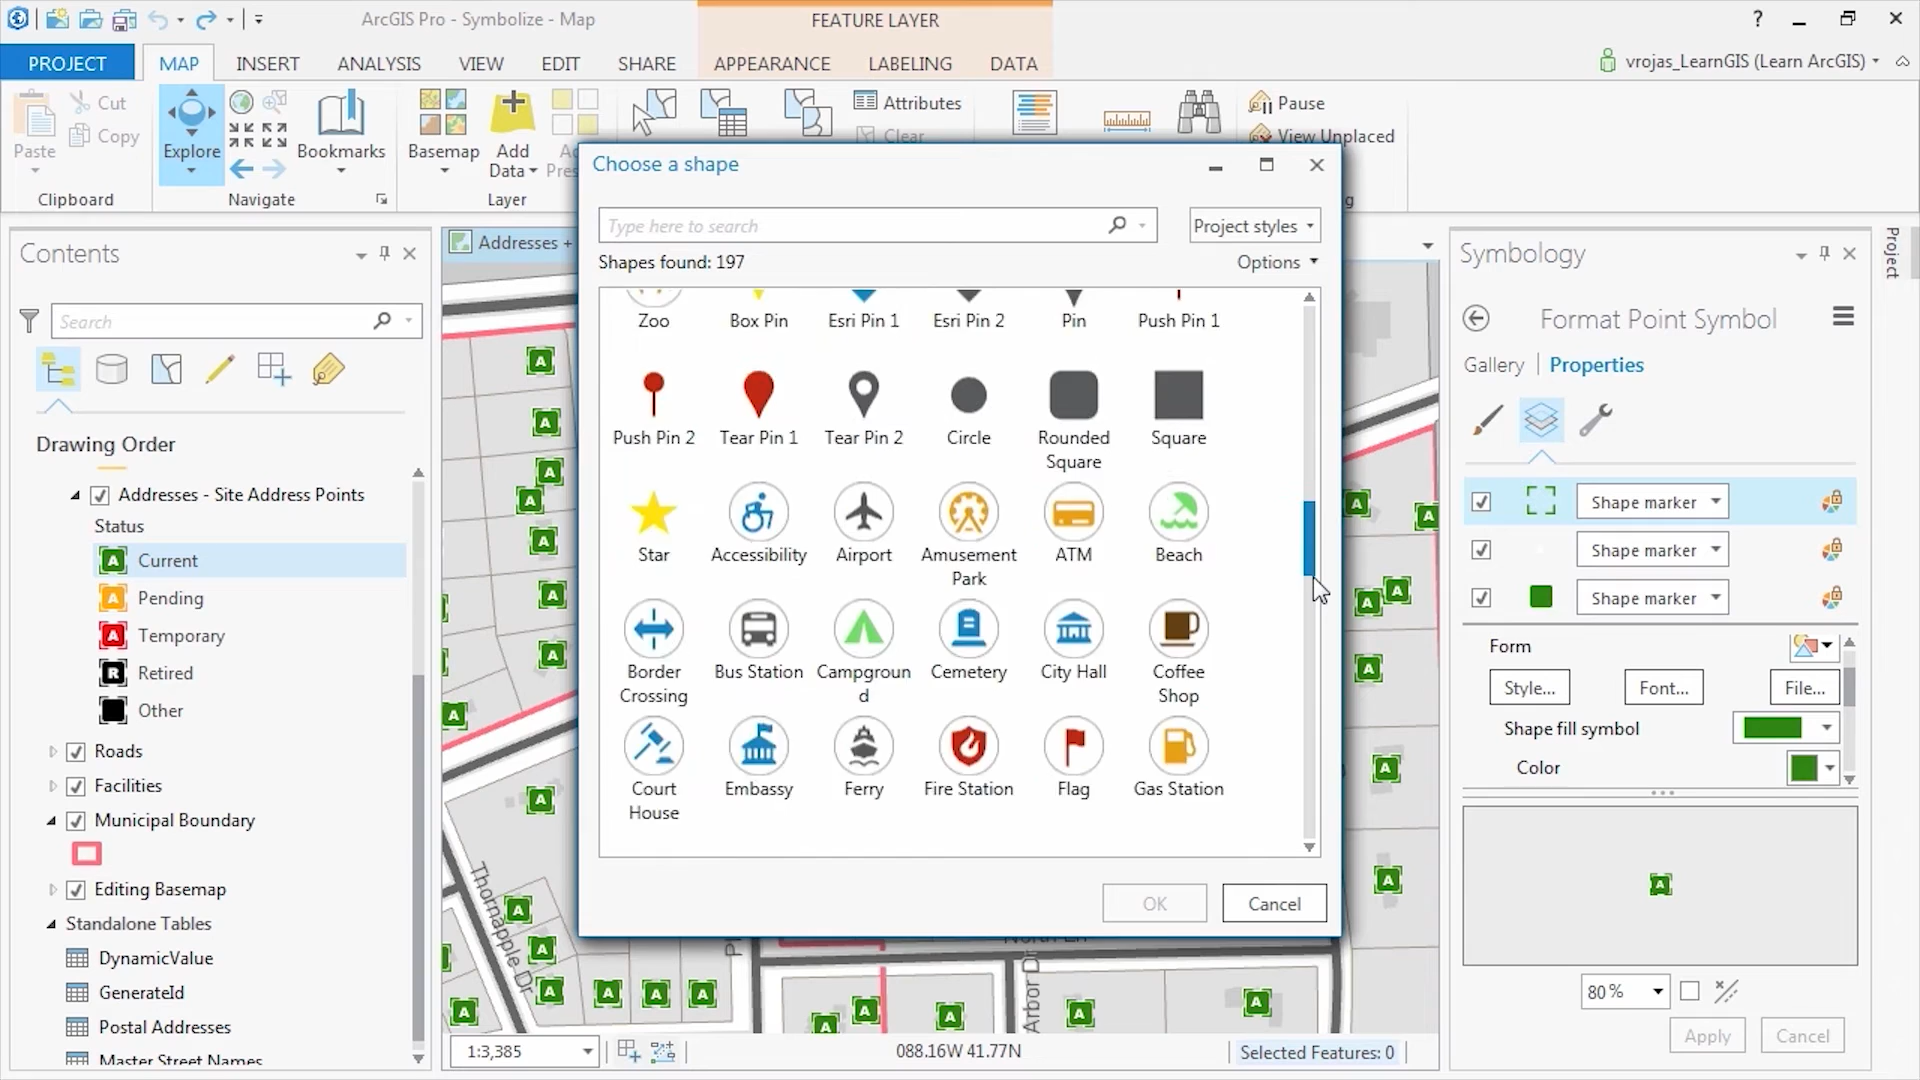 ArcGIS Pro - Symbolize - Map
FEATURE LAYER
?
PROJECT
MAP
INSERT
ANALYSIS
VIEW
EDIT
SHARE
APPEARANCE
LABELING
DATA
vrojas_LearnGIS (Learn ArcGIS)
Paste
Cut
Copy
Clipboard
Explore
Bookmarks
Navigate
Basemap
Add
Data
Layer
Attributes
Clear
Pause
View Unplaced
Contents
Search
Drawing Order
Addresses - Site Address Points
Status
A Current
A Pending
A Temporary
R Retired
Other
Roads
Facilities
Municipal Boundary
Editing Basemap
Standalone Tables
DynamicValue
GenerateId
Postal Addresses
Master Street Names
Addresses +
Choose a shape
Type here to search
Project styles
Shapes found: 197
Options
Zoo
Box Pin
Esri Pin 1
Esri Pin 2
Pin
Push Pin 1
Push Pin 2
Tear Pin 1
Tear Pin 2
Circle
Rounded
Square
Square
Star
Accessibility
Airport
Amusement
Park
ATM
Beach
Border
Crossing
Bus Station
Campgroun
d
Cemetery
City Hall
Coffee
Shop
Court
House
Embassy
Ferry
Fire Station
Flag
Gas Station
OK
Cancel
Thornapple Dr
Arbor Dr
1:3,385
088.16W 41.77N
Selected Features: 0
Symbology
Project
Format Point Symbol
Gallery
Properties
Shape marker
Shape marker
Shape marker
Form
Style...
Font...
File...
Shape fill symbol
Color
A
80 %
Apply
Cancel